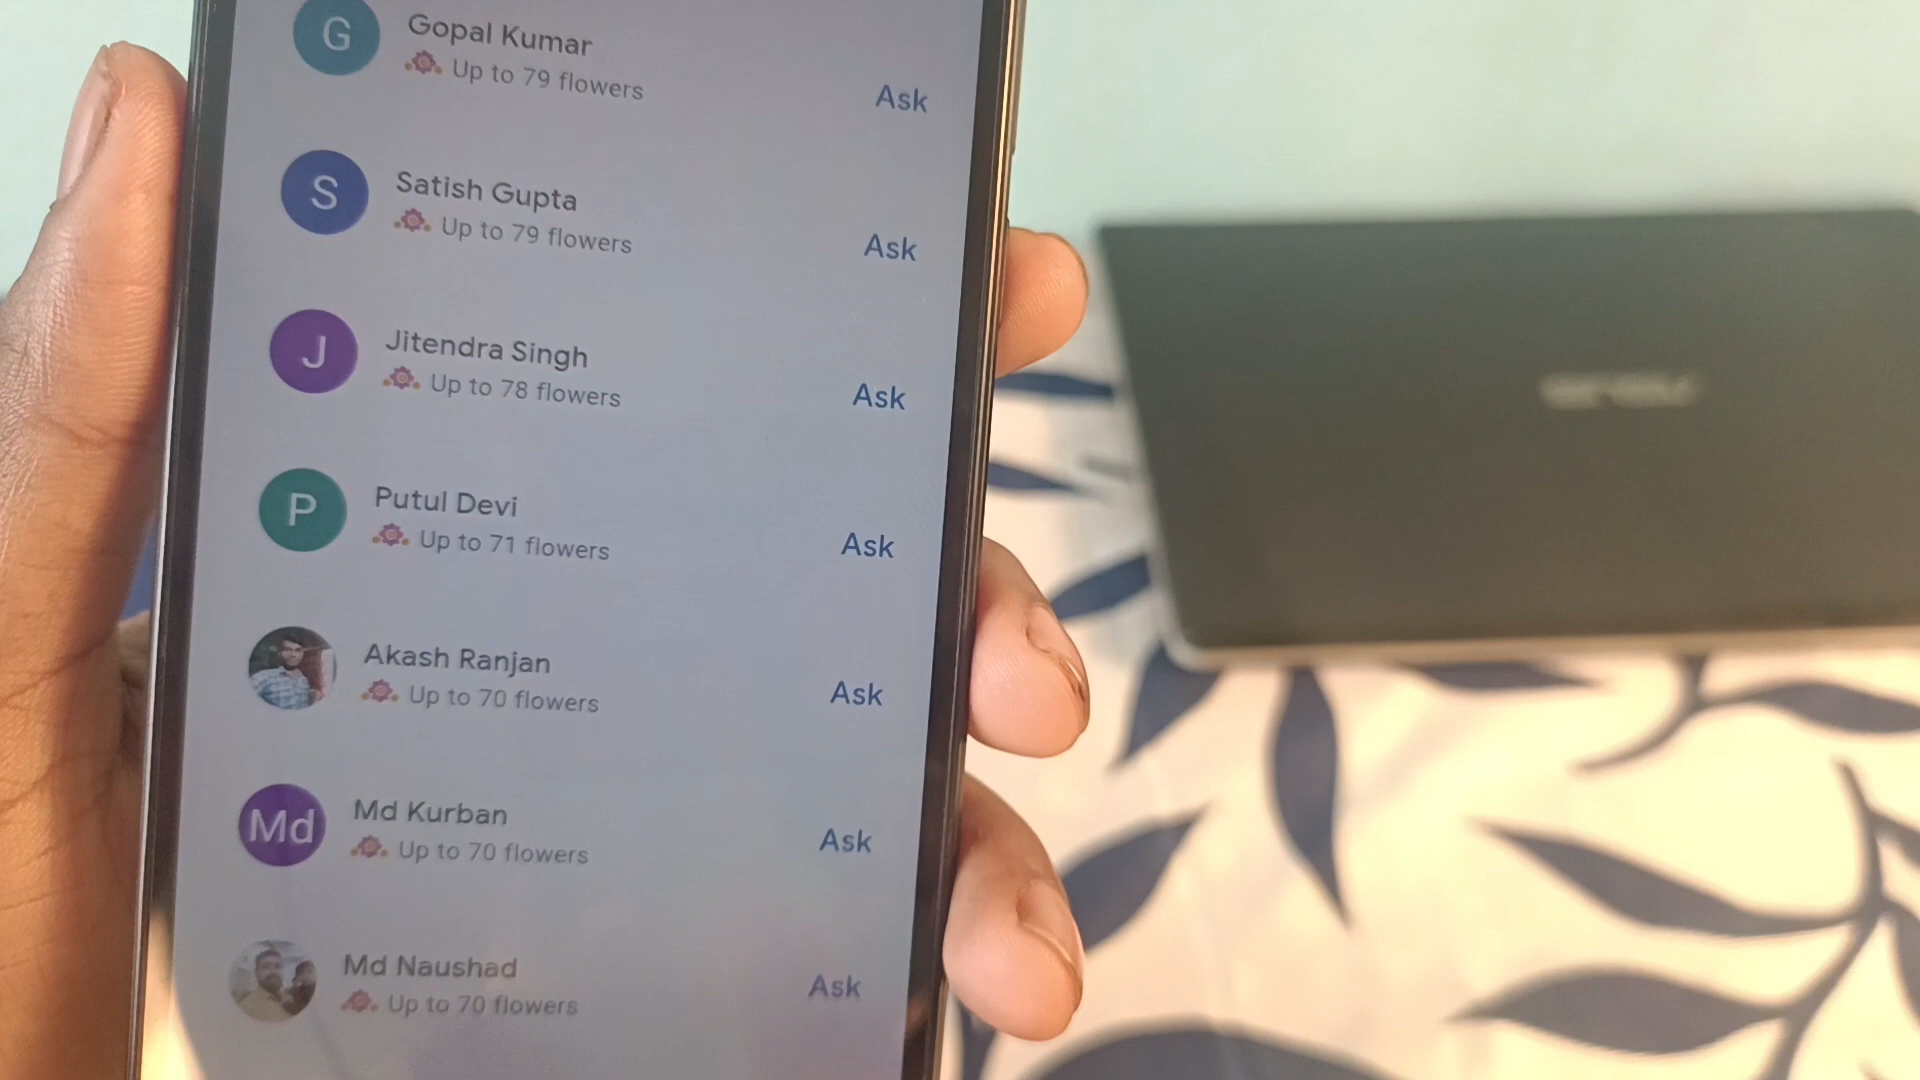 G
Gopal Kumar
Up to 79 flowers
Ask
S
Satish Gupta
Up to 79 flowers
Ask
J
Jitendra Singh
Up to 78 flowers
Ask
P
Putul Devi
Up to 71 flowers
Ask
Akash Ranjan
Up to 70 flowers
Ask
Md
Md Kurban
Up to 70 flowers
Ask
Md Naushad
Up to 70 flowers
Ask